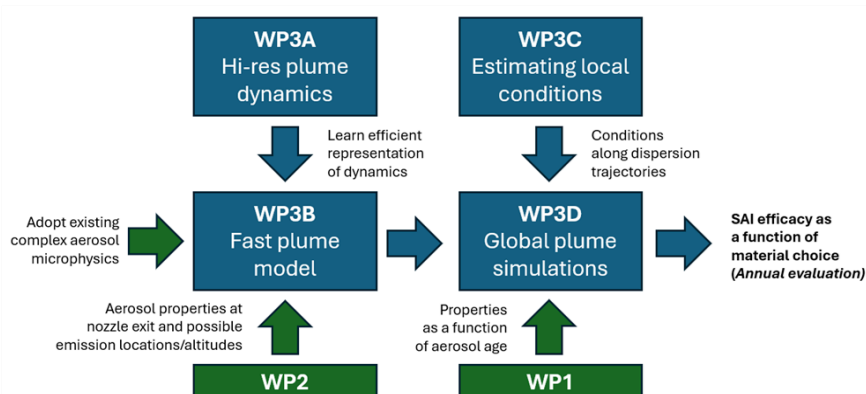 WP3A
Hi-res plume
dynamics
WP3C
Estimating local
conditions
Learn efficient
representation
of dynamics
Conditions
along dispersion
trajectories
Adopt existing
complex aerosol
microphysics
WP3B
Fast plume
model
WP3D
Global plume
simulations
SAI efficacy as
a function of
material choice
(Annual evaluation)
Aerosol properties at
nozzle exit and possible
emission locations/altitudes
Properties
as a function
of aerosol age
WP2
WP1